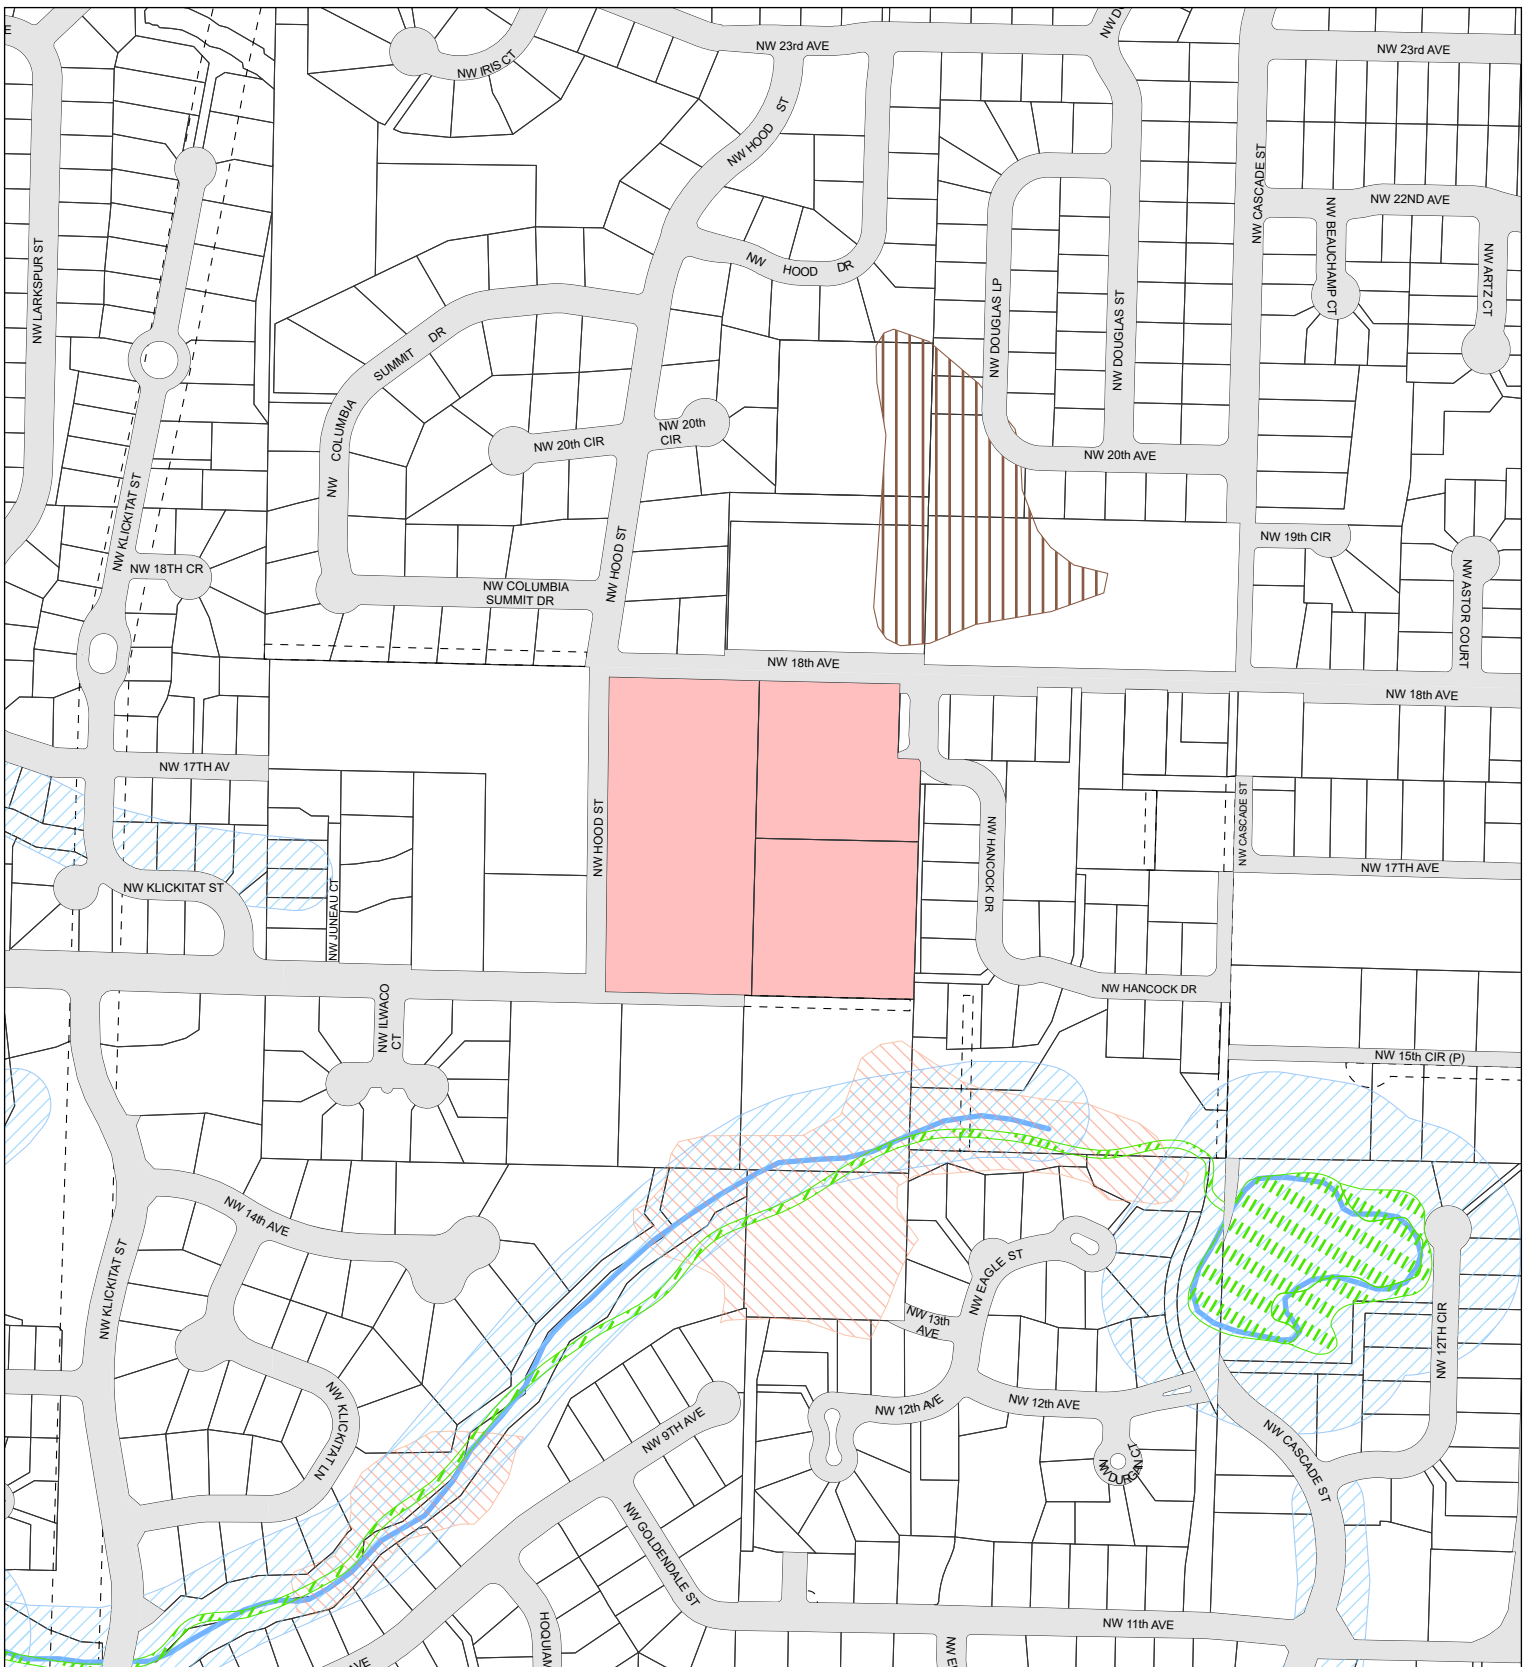 E
NW IRIS CT
NW 23rd AVE
NW D
NW 23rd AVE
NW HOOD ST
NW CASCADE ST
NW 22ND AVE
NW BEAUCHAMP CT
NW ARTZ CT
NW LARKSPUR ST
NW HOOD DR
NW DOUGLAS LP
NW DOUGLAS ST
NW COLUMBIA SUMMIT DR
NW 20th CIR
NW 20th
CIR
NW 20th AVE
NW KLICKITAT ST
NW 18TH CR
NW HOOD ST
NW COLUMBIA
SUMMIT DR
NW 19th CIR
NW ASTOR COURT
NW 18th AVE
NW 18th AVE
NW 17TH AV
NW HOOD ST
NW HANCOCK DR
NW CASCADE ST
NW 17TH AVE
NW KLICKITAT ST
NW JUNEAU CT
NW HANCOCK DR
NW ILWACO
CT
NW 15th CIR (P)
NW 14th AVE
NW KLICKITAT ST
NW EAGLE ST
NW 13th
AVE
NW 12TH CIR
NW KLICKITAT LN
NW 9TH AVE
NW 12th AVE
NW 12th AVE
NW DURGAN CT
NW CASCADE ST
NW GOLDENDALE ST
NW 11th AVE
HOQUIAM
AVE
NW E